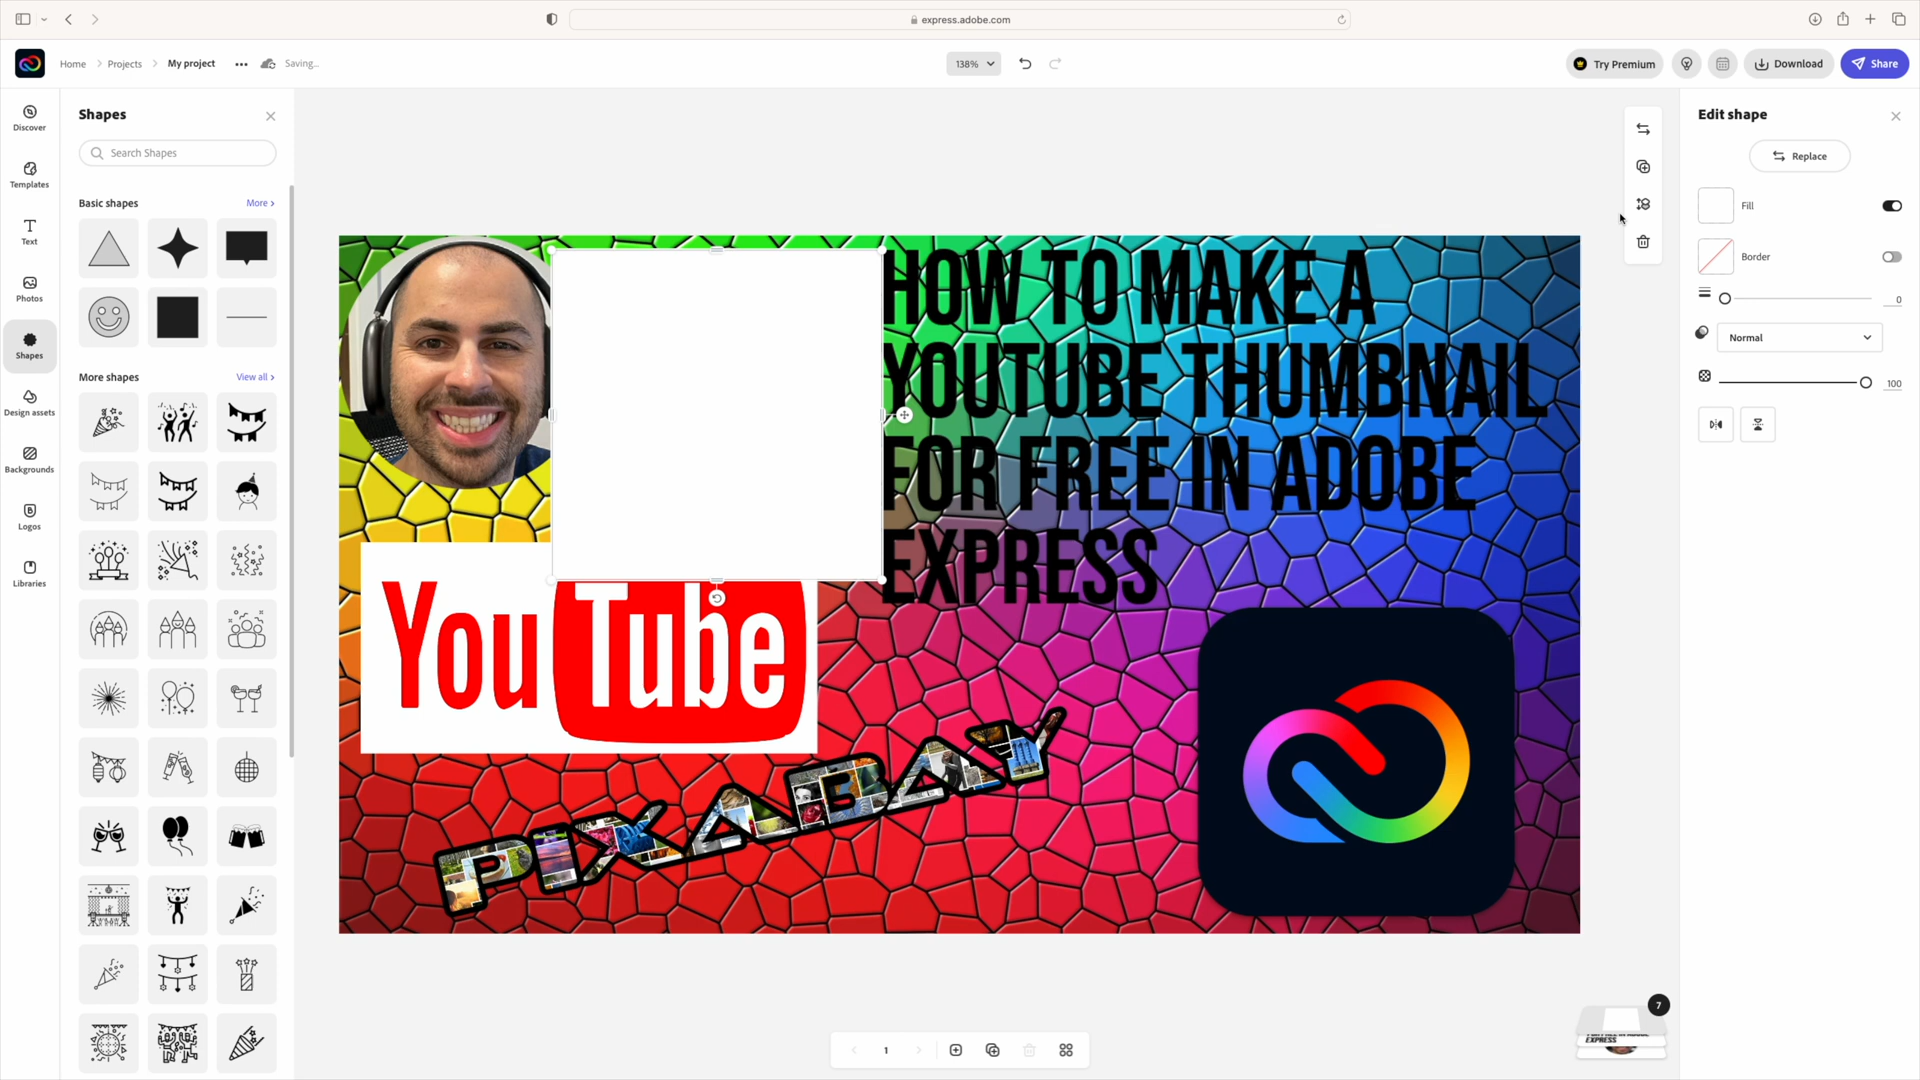 express.adobe.com
Home
Projects
My project
Saving...
138%
Try Premium
Download
Share
Discover
Templates
Text
Photos
Shapes
Design assets
Backgrounds
Logos
Libraries
Shapes
Search Shapes
Basic shapes
More
More shapes
View all
HOW TO MAKE A
YOUTUBE THUMBNAIL
FOR FREE IN ADOBE
EXPRESS
YouTube
PIXABAY
Edit shape
Replace
Fill
Border
0
Normal
100
1
7
EXPRESS